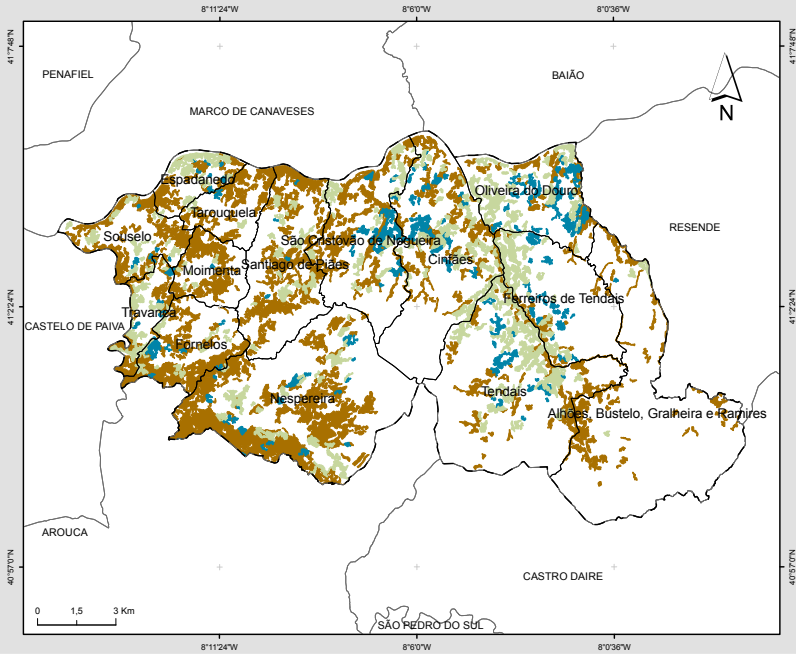 8°11'24"W
8°6'0"W
8°0'36"W
41°7'48"N
41°7'48"N
PENAFIEL
BAIÃO
MARCO DE CANAVESES
N
Espadanedo
Oliveira do Douro
Tarouquela
RESENDE
Souselo
São Cristovão de Nogueira
Cinfães
Santiago de Piães
Moimenta
Ferreiros de Tendais
41°2'24"N
41°2'24"N
Travanca
CASTELO DE PAIVA
Fornelos
Tendais
Nespereira
Alhões, Bustelo, Gralheira e Ramires
AROUCA
40°57'0"N
40°57'0"N
CASTRO DAIRE
0 1,5 3 Km
SÃO PEDRO DO SUL
8°11'24"W
8°6'0"W
8°0'36"W